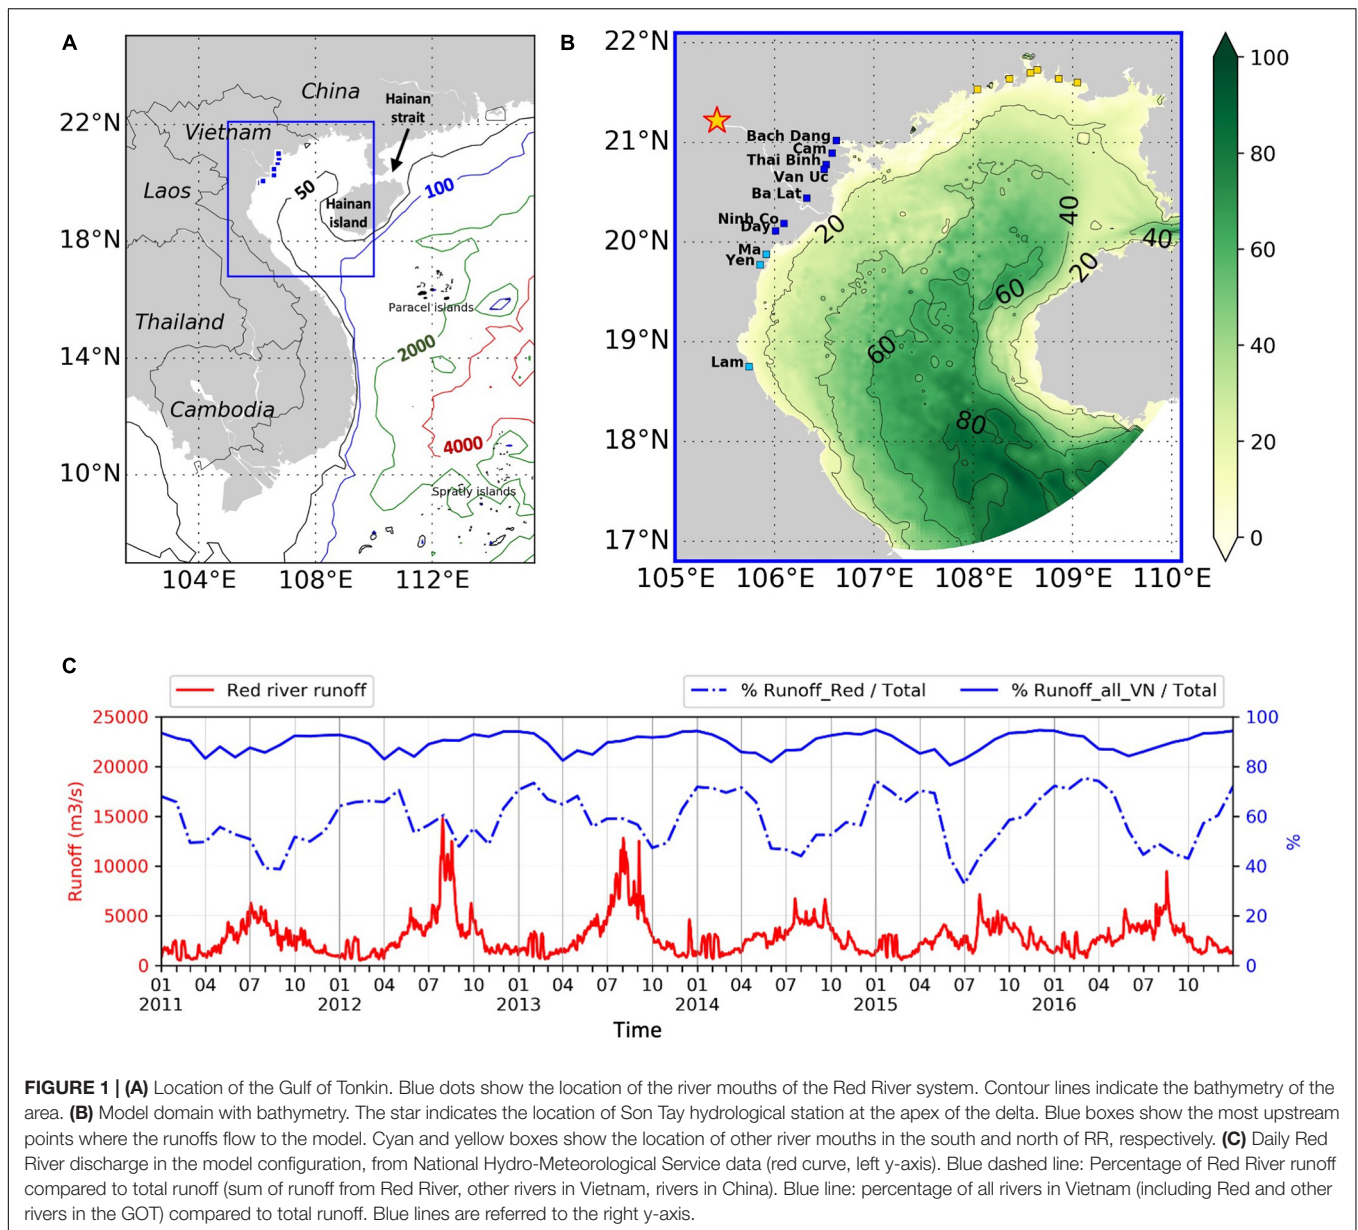 A
China
Hainan
strait
22°N
Vietnam
Laos
50
100
Hainan
island
18°N
Paracel islands
Thailand
2000
14°N
Cambodia
4000
10°N
Spratly islands
104°E 108°E 112°E
B
22°N
21°N
Bach Dang
Cam
Thai Binh
Van Uc
Ba Lat
Ninh Co
Day
20°N
Ma
Yen
20
40
40
20
60
19°N
60
Lam
80
18°N
17°N
105°E 106°E 107°E 108°E 109°E 110°E
100
80
60
40
20
0
C
Red river runoff
% Runoff_Red / Total % Runoff_all_VN / Total
25000
20000
15000
10000
5000
0
Runoff (m3/s)
100
80
60
40
20
0
%
01 04 07 10 01 04 07 10 01 04 07 10 01 04 07 10 01 04 07 10 01 04 07 10
2011 2012 2013 2014 2015 2016
Time
FIGURE 1 | (A) Location of the Gulf of Tonkin. Blue dots show the location of the river mouths of the Red River system. Contour lines indicate the bathymetry of the
area. (B) Model domain with bathymetry. The star indicates the location of Son Tay hydrological station at the apex of the delta. Blue boxes show the most upstream
points where the runoffs flow to the model. Cyan and yellow boxes show the location of other river mouths in the south and north of RR, respectively. (C) Daily Red
River discharge in the model configuration, from National Hydro-Meteorological Service data (red curve, left y-axis). Blue dashed line: Percentage of Red River runoff
compared to total runoff (sum of runoff from Red River, other rivers in Vietnam, rivers in China). Blue line: percentage of all rivers in Vietnam (including Red and other
rivers in the GOT) compared to total runoff. Blue lines are referred to the right y-axis.